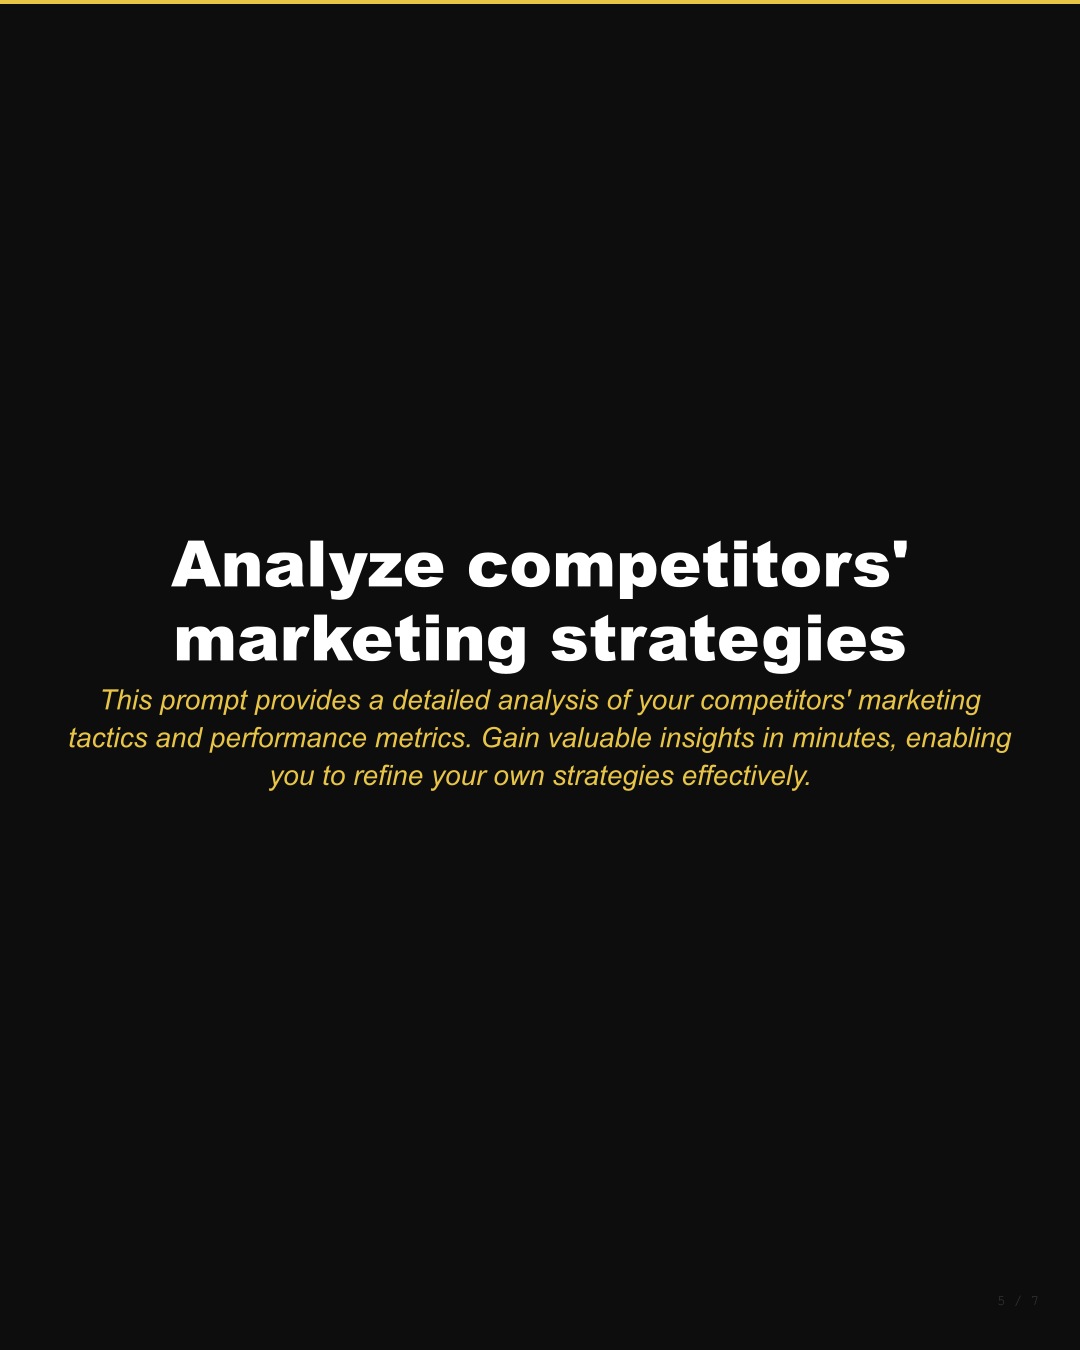 Analyze competitors'
marketing strategies
This prompt provides a detailed analysis of your competitors' marketing
tactics and performance metrics. Gain valuable insights in minutes, enabling
you to refine your own strategies effectively.
5 / 7